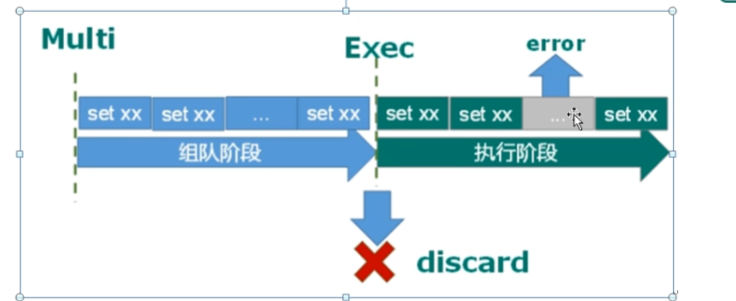 Multi
Exec
error
set xx set xx ... set xx set xx set xx ... set xx
组队阶段 执行阶段
discard